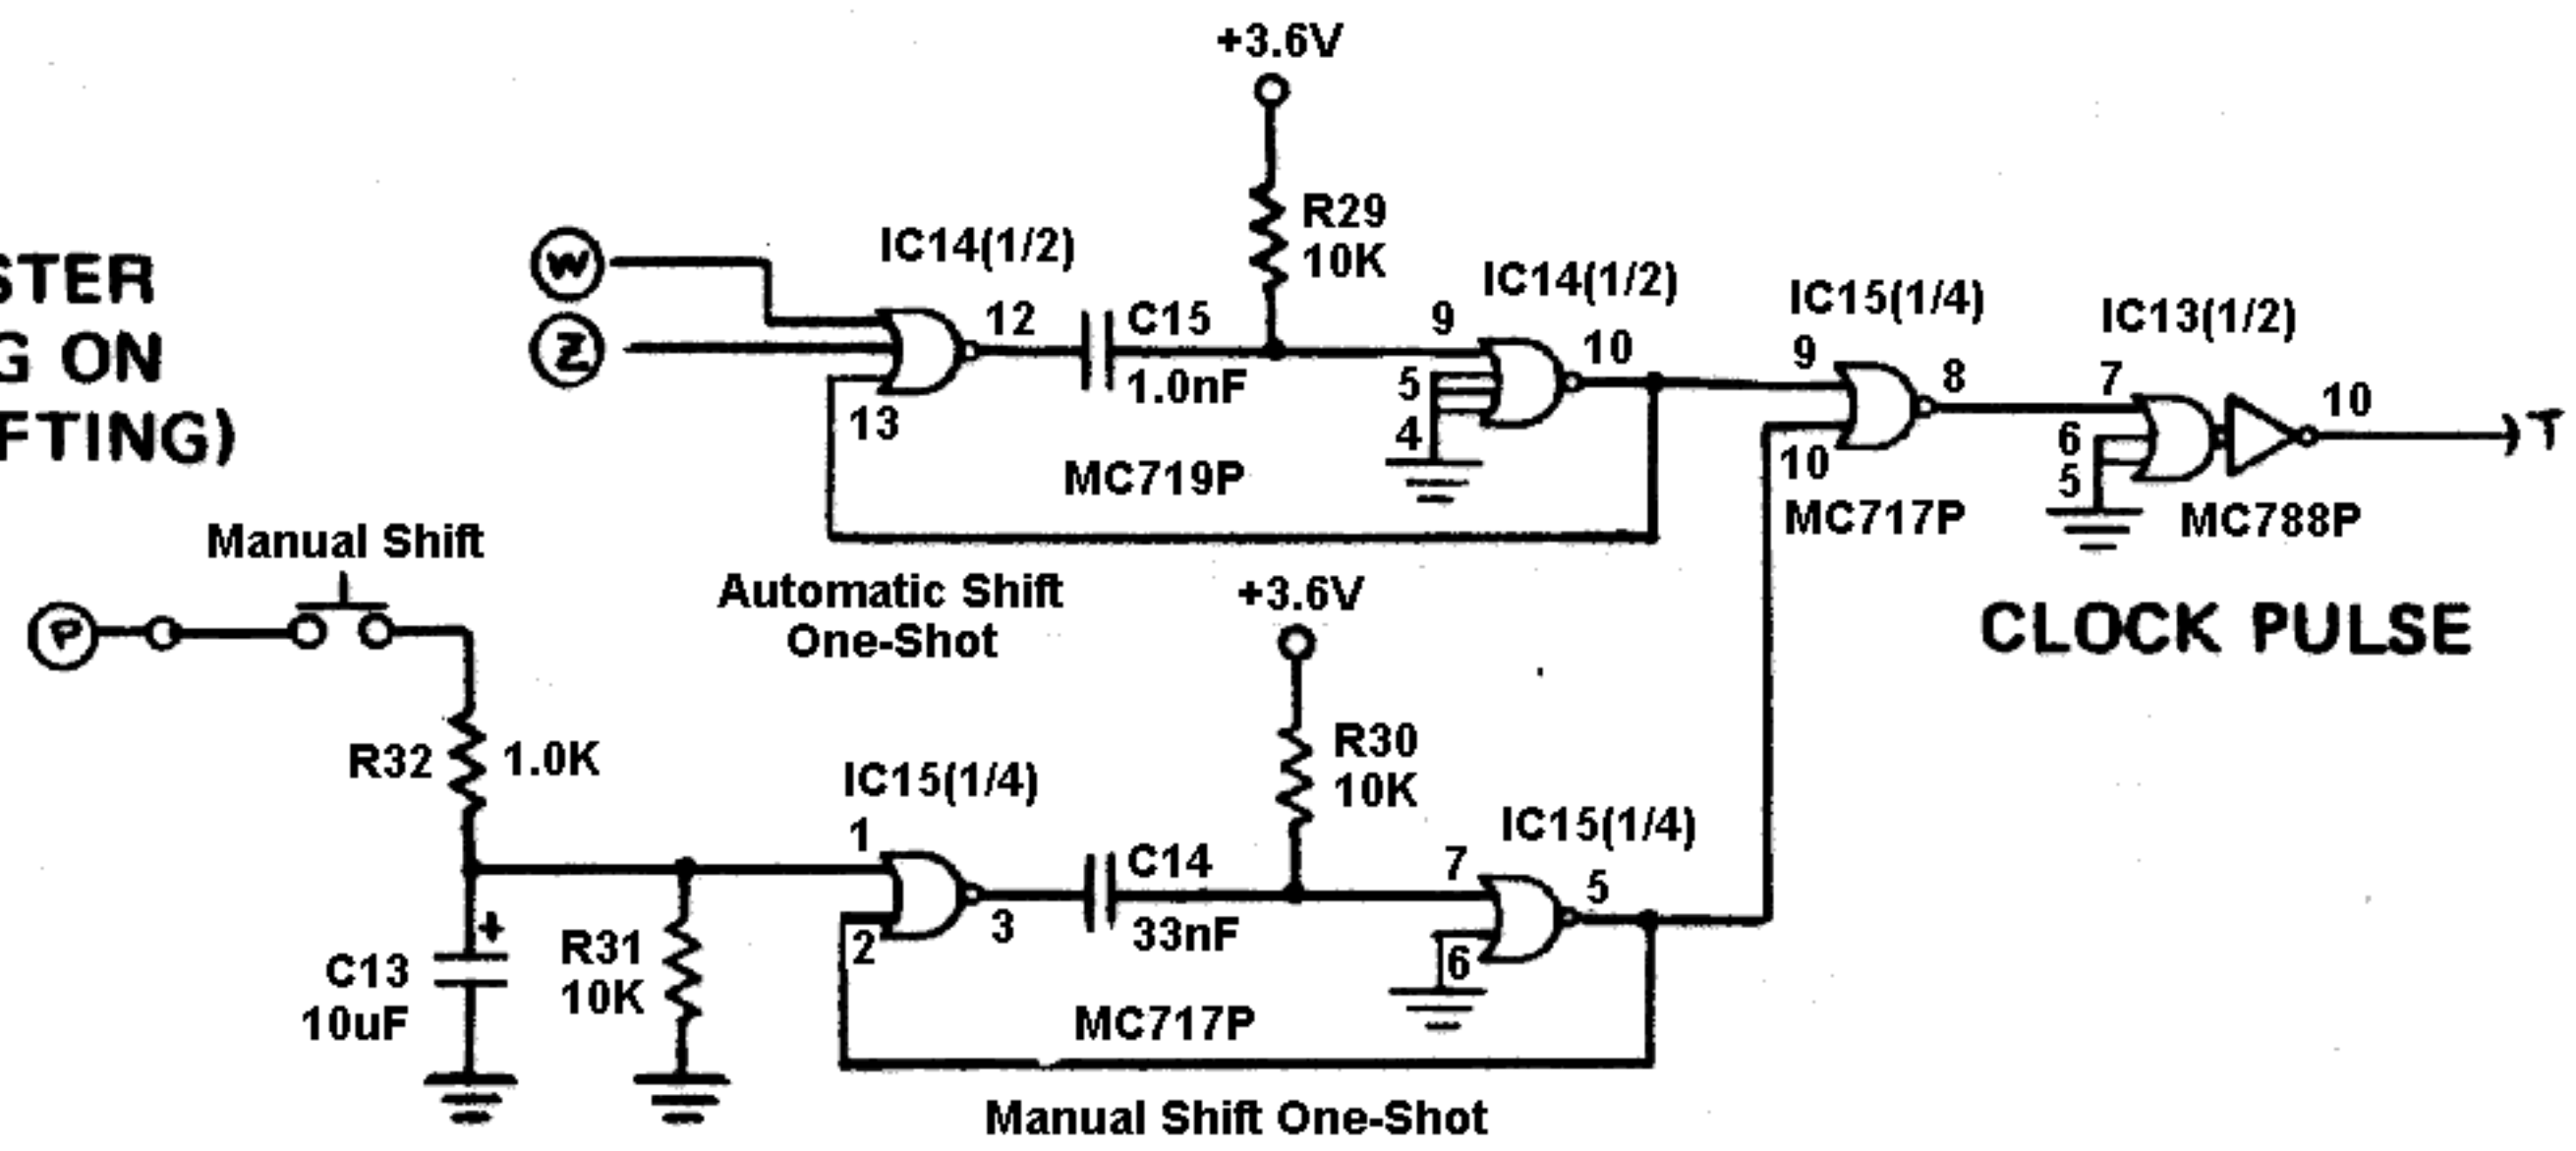 +3.6V
R29
10K
IC14(1/2)
W
Z
12
13
C15
1.0nF
9
5
4
IC14(1/2)
10
MC719P
IC15(1/4)
9
10
8
MC717P
IC13(1/2)
7
6
5
10
T
MC788P
STER
G ON
FTING)
Automatic Shift
One-Shot
CLOCK PULSE
Manual Shift
P
R32
1.0K
C13
10uF
+
R31
10K
IC15(1/4)
1
2
3
C14
33nF
+3.6V
R30
10K
7
6
IC15(1/4)
5
MC717P
Manual Shift One-Shot